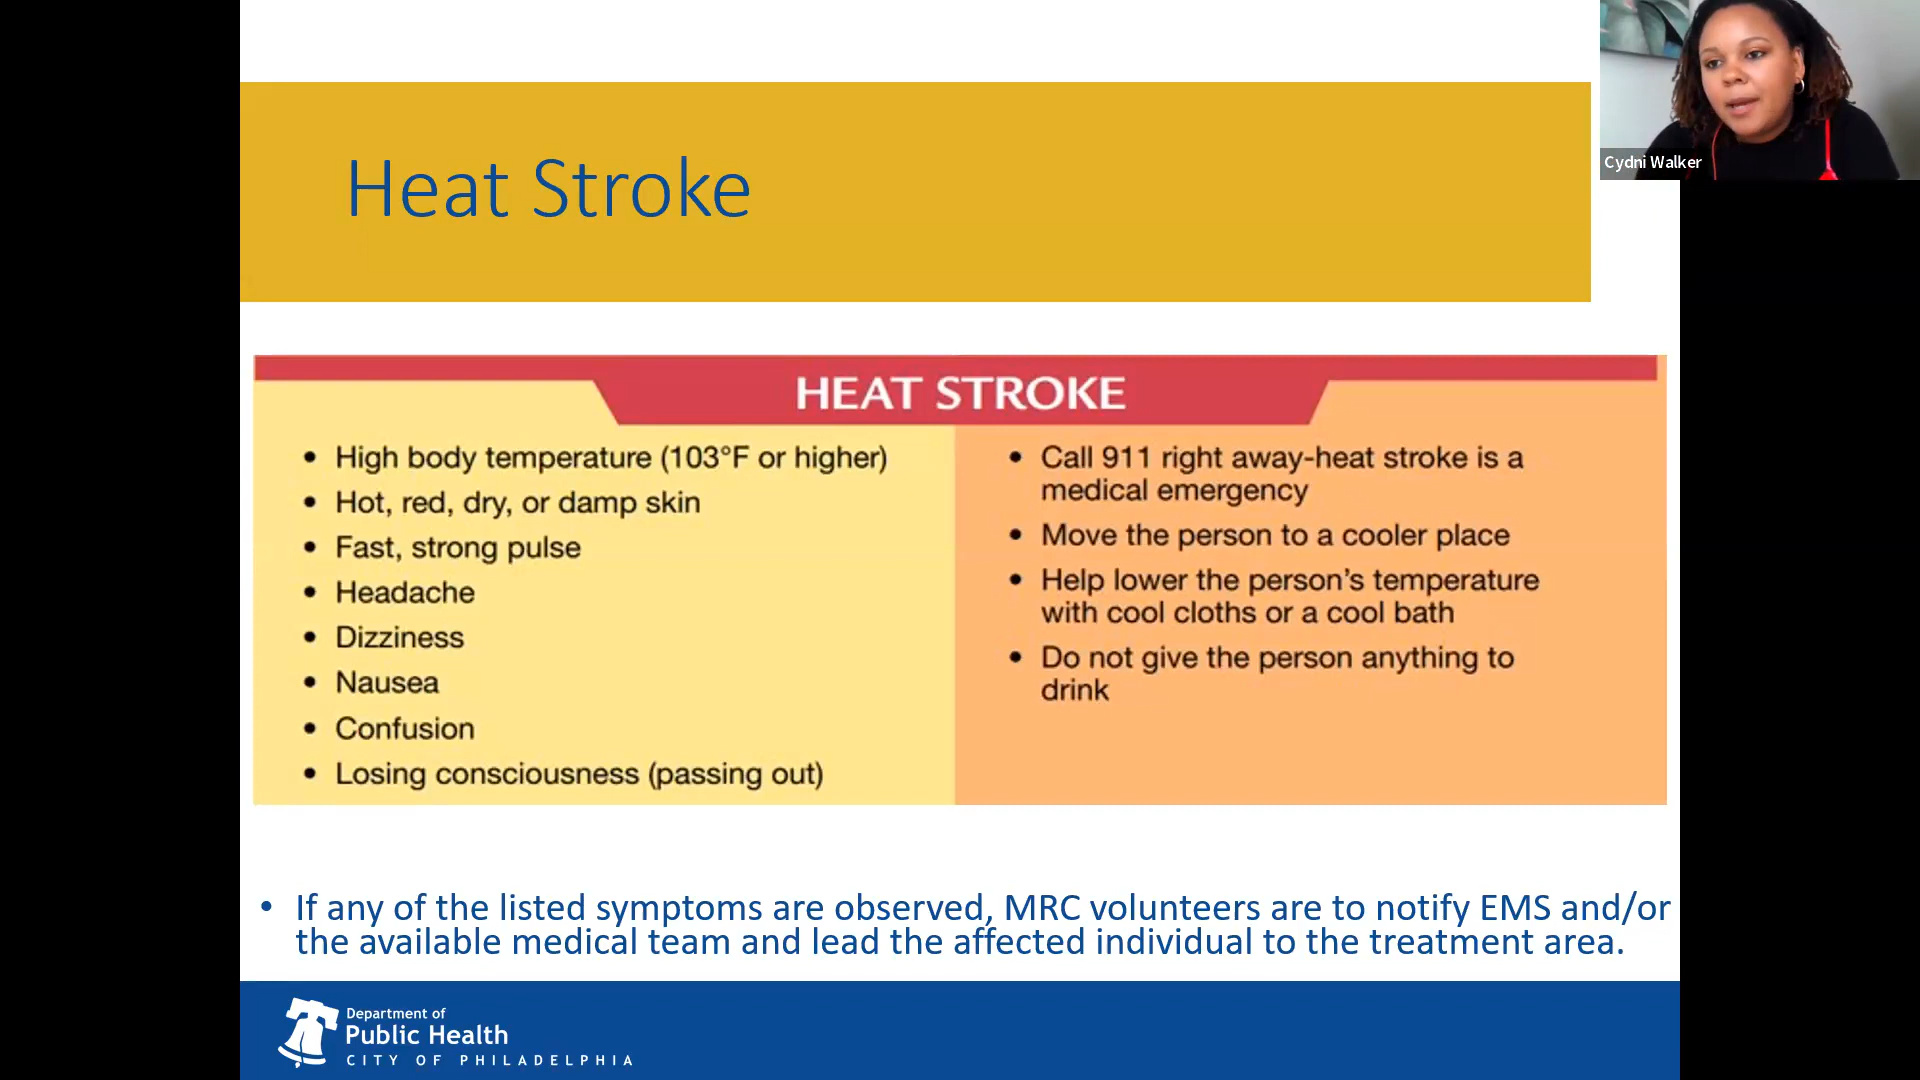 Heat Stroke
Cydni Walker
HEAT STROKE
• High body temperature (103°F or higher)
• Hot, red, dry, or damp skin
• Fast, strong pulse
• Headache
• Dizziness
• Nausea
• Confusion
• Losing consciousness (passing out)
• Call 911 right away-heat stroke is a
medical emergency
• Move the person to a cooler place
• Help lower the person’s temperature
with cool cloths or a cool bath
• Do not give the person anything to
drink
• If any of the listed symptoms are observed, MRC volunteers are to notify EMS and/or
the available medical team and lead the affected individual to the treatment area.
Department of
Public Health
CITY OF PHILADELPHIA